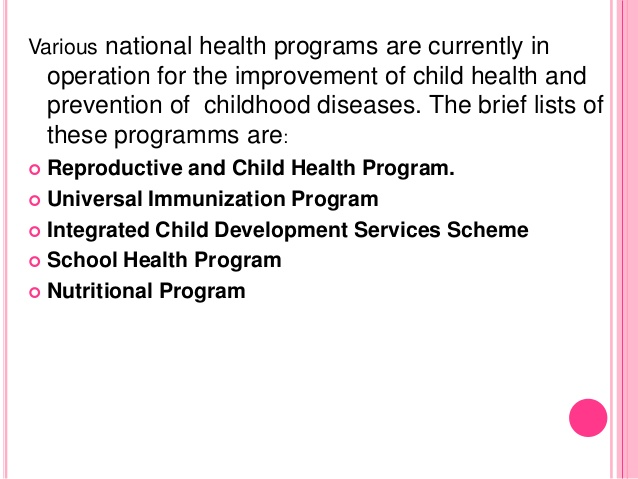 Various national health programs are currently in
operation for the improvement of child health and
prevention of childhood diseases. The brief lists of
these programms are:
Reproductive and Child Health Program.
Universal Immunization Program
Integrated Child Development Services Scheme
School Health Program
Nutritional Program